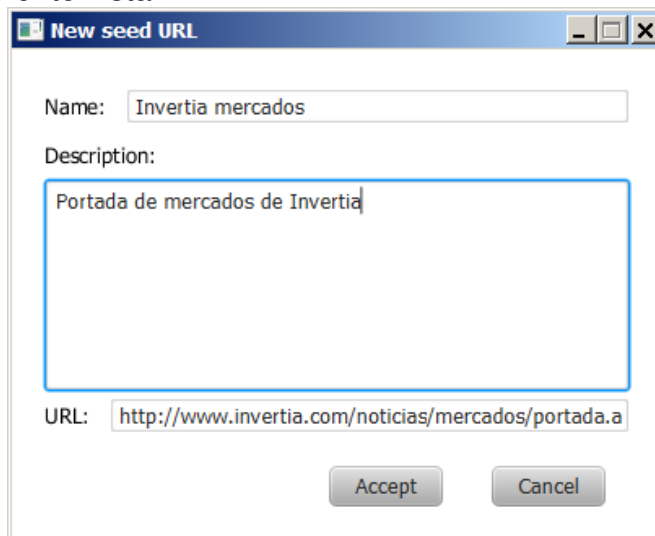 New seed URL
Name: Invertia mercados
Description:
Portada de mercados de Invertia
URL: http://www.invertia.com/noticias/mercados/portada.a
Accept Cancel